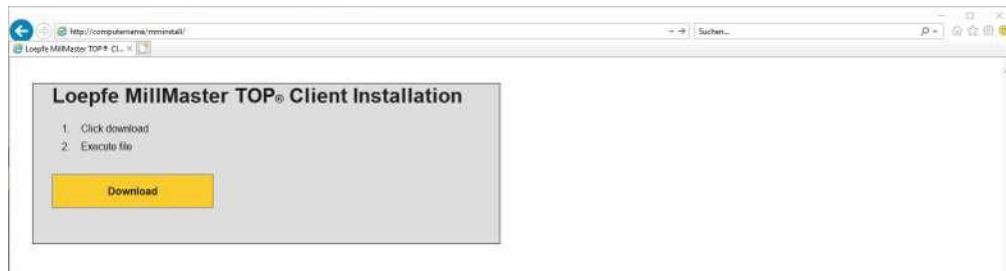 http://computername/mminstall/
Suchen...
Loepfe MillMaster TOP® Cl...
Loepfe MillMaster TOP® Client Installation
1. Click download
2. Execute file
Download